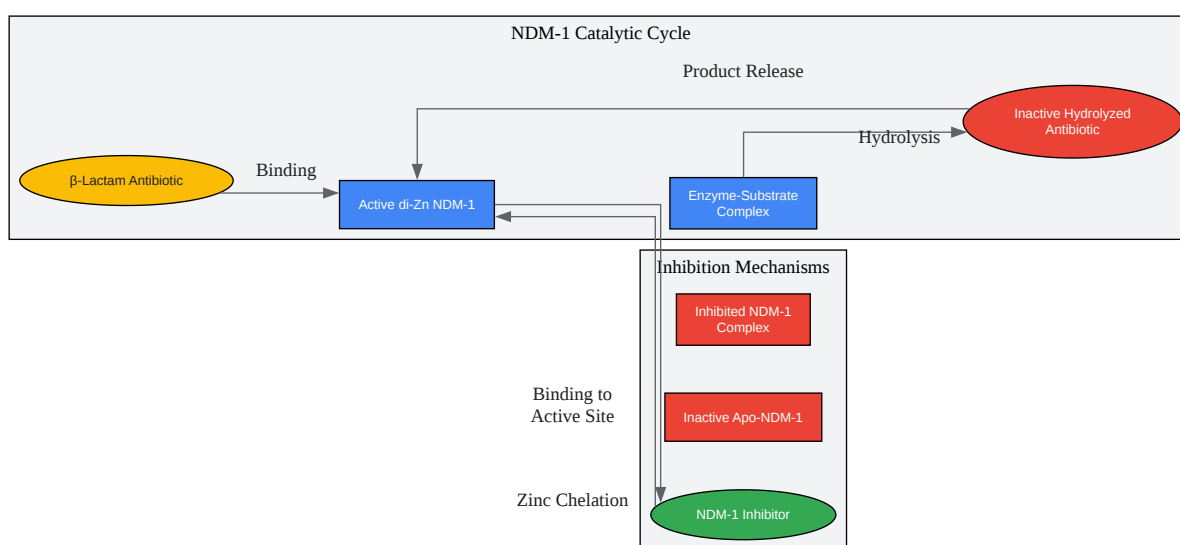 NDM-1 Catalytic Cycle
Product Release
Inactive Hydrolyzed
Antibiotic
Hydrolysis
Binding
β-Lactam Antibiotic
Active di-Zn NDM-1
Enzyme-Substrate
Complex
Inhibition Mechanisms
Inhibited NDM-1
Complex
Binding to
Active Site
Inactive Apo-NDM-1
Zinc Chelation
NDM-1 Inhibitor